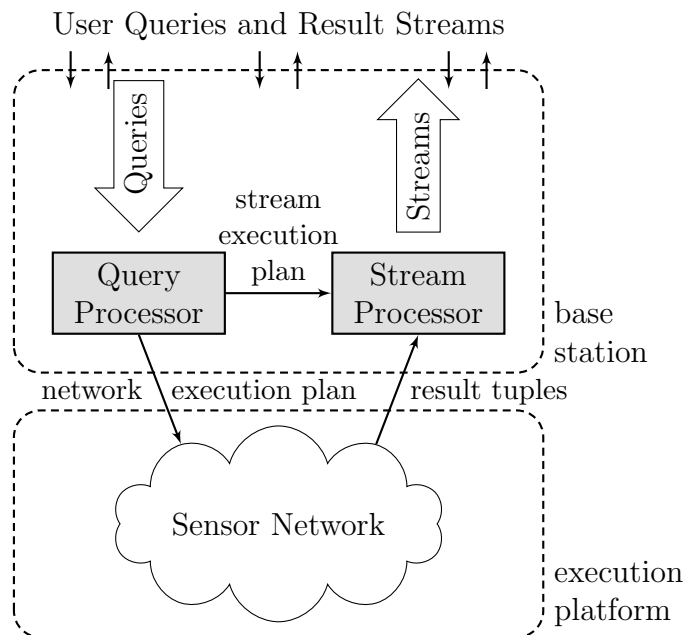 User Queries and Result Streams
Queries
Streams
stream
execution
plan
Query
Processor
Stream
Processor
base
station
network
execution plan
result tuples
Sensor Network
execution
platform